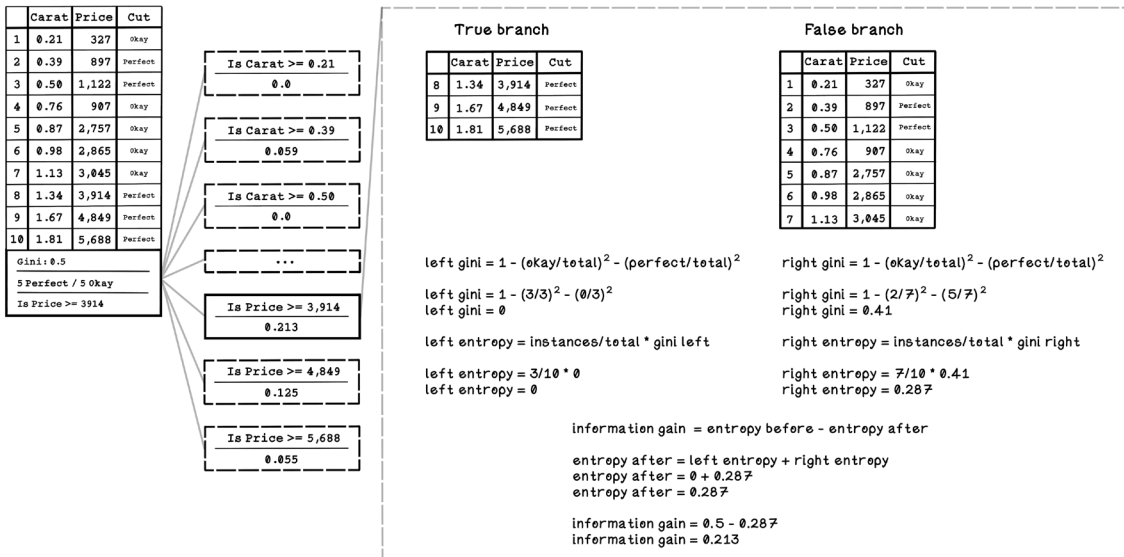 Carat Price Cut
1 0.21 327 Okay
2 0.39 897 Perfect
3 0.50 1,122 Perfect
4 0.76 907 Okay
5 0.87 2,757 Okay
6 0.98 2,865 Okay
7 1.13 3,045 Okay
8 1.34 3,914 Perfect
9 1.67 4,849 Perfect
10 1.81 5,688 Perfect
Gini: 0.5
5 Perfect / 5 Okay
Is Price >= 3914
Is Carat >= 0.21
0.0
Is Carat >= 0.39
0.059
Is Carat >= 0.50
0.0
...
Is Price >= 3,914
0.213
Is Price >= 4,849
0.125
Is Price >= 5,688
0.055
True branch
Carat Price Cut
8 1.34 3,914 Perfect
9 1.67 4,849 Perfect
10 1.81 5,688 Perfect
left gini = 1 - (okay/total)² - (perfect/total)²
left gini = 1 - (3/3)² - (0/3)²
left gini = 0
left entropy = instances/total * gini left
left entropy = 3/10 * 0
left entropy = 0
False branch
Carat Price Cut
1 0.21 327 Okay
2 0.39 897 Perfect
3 0.50 1,122 Perfect
4 0.76 907 Okay
5 0.87 2,757 Okay
6 0.98 2,865 Okay
7 1.13 3,045 Okay
right gini = 1 - (okay/total)² - (perfect/total)²
right gini = 1 - (2/7)² - (5/7)²
right gini = 0.41
right entropy = instances/total * gini right
right entropy = 7/10 * 0.41
right entropy = 0.287
information gain = entropy before - entropy after
entropy after = left entropy + right entropy
entropy after = 0 + 0.287
entropy after = 0.287
information gain = 0.5 - 0.287
information gain = 0.213